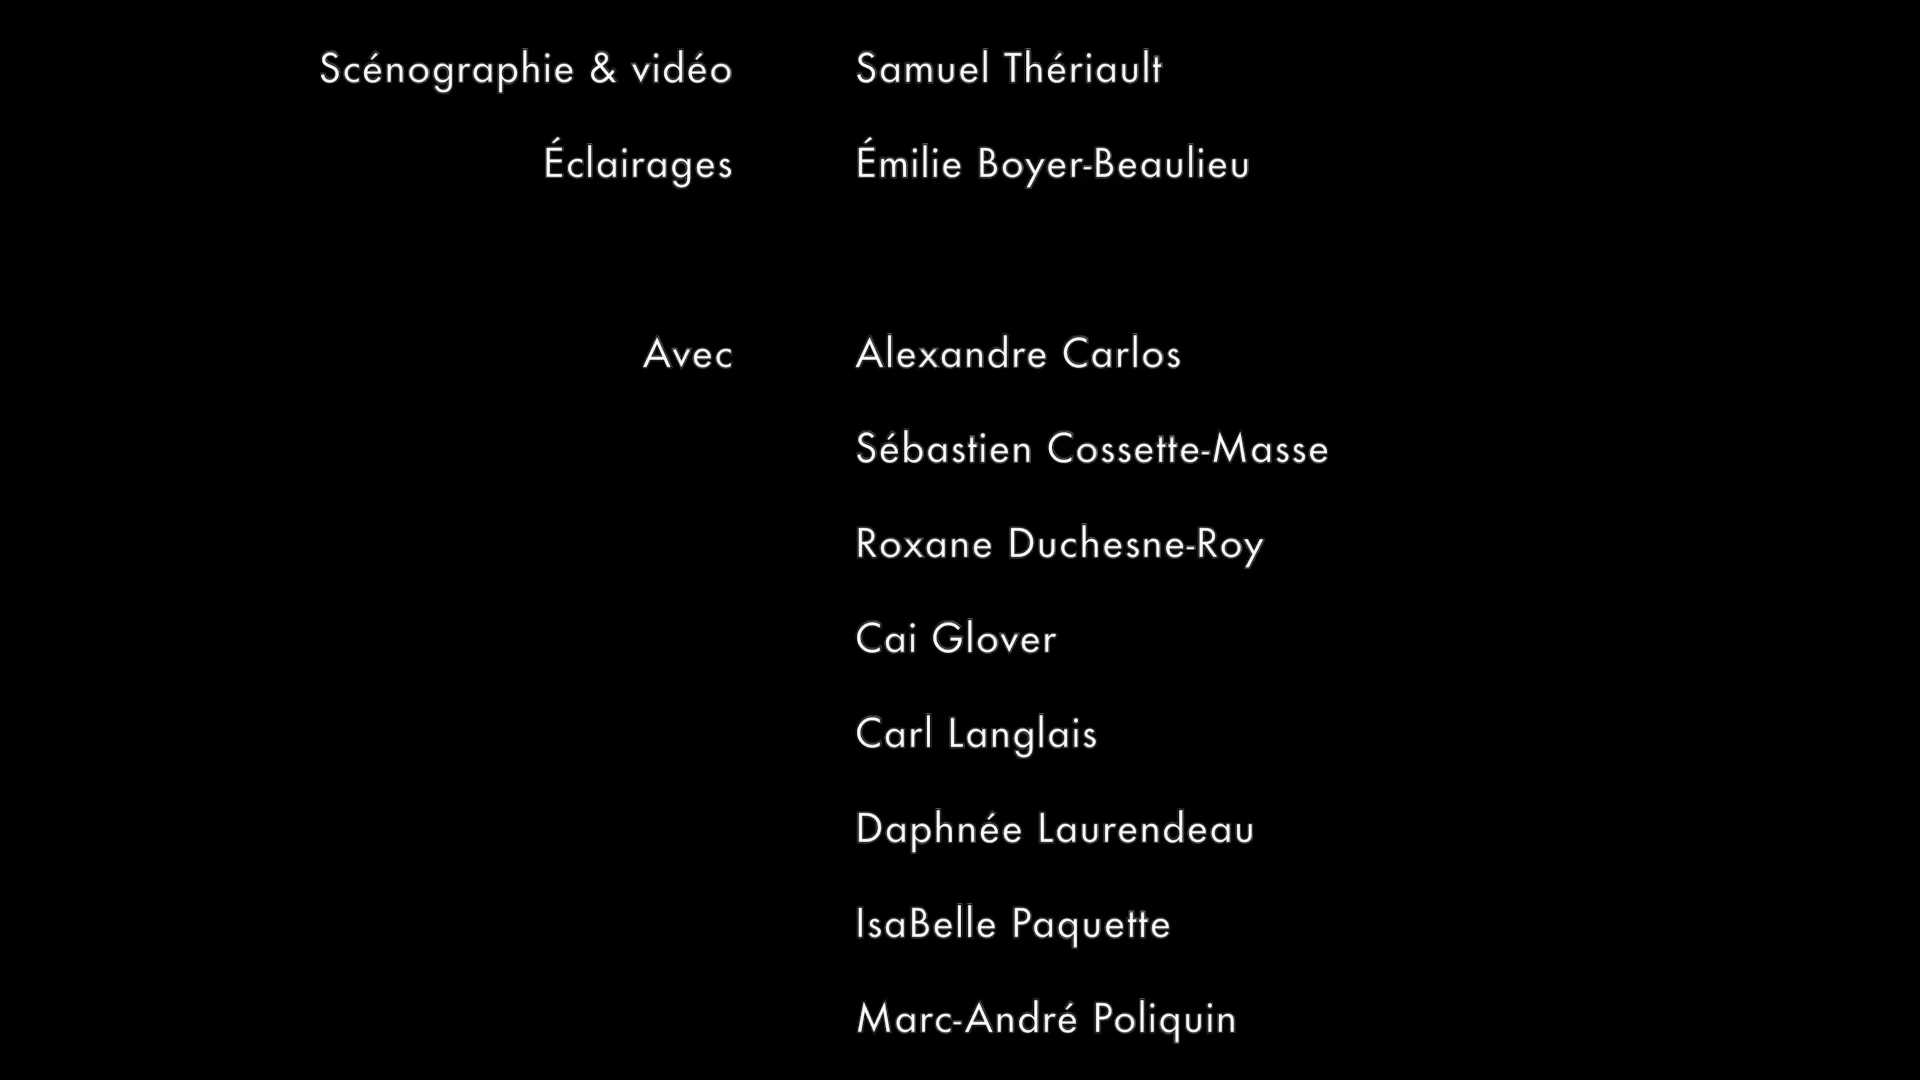 Scénographie & vidéo Samuel Thériault
Éclairages Émilie Boyer-Beaulieu
Avec Alexandre Carlos
Sébastien Cossette-Masse
Roxane Duchesne-Roy
Cai Glover
Carl Langlais
Daphnée Laurendeau
IsaBelle Paquette
Marc-André Poliquin